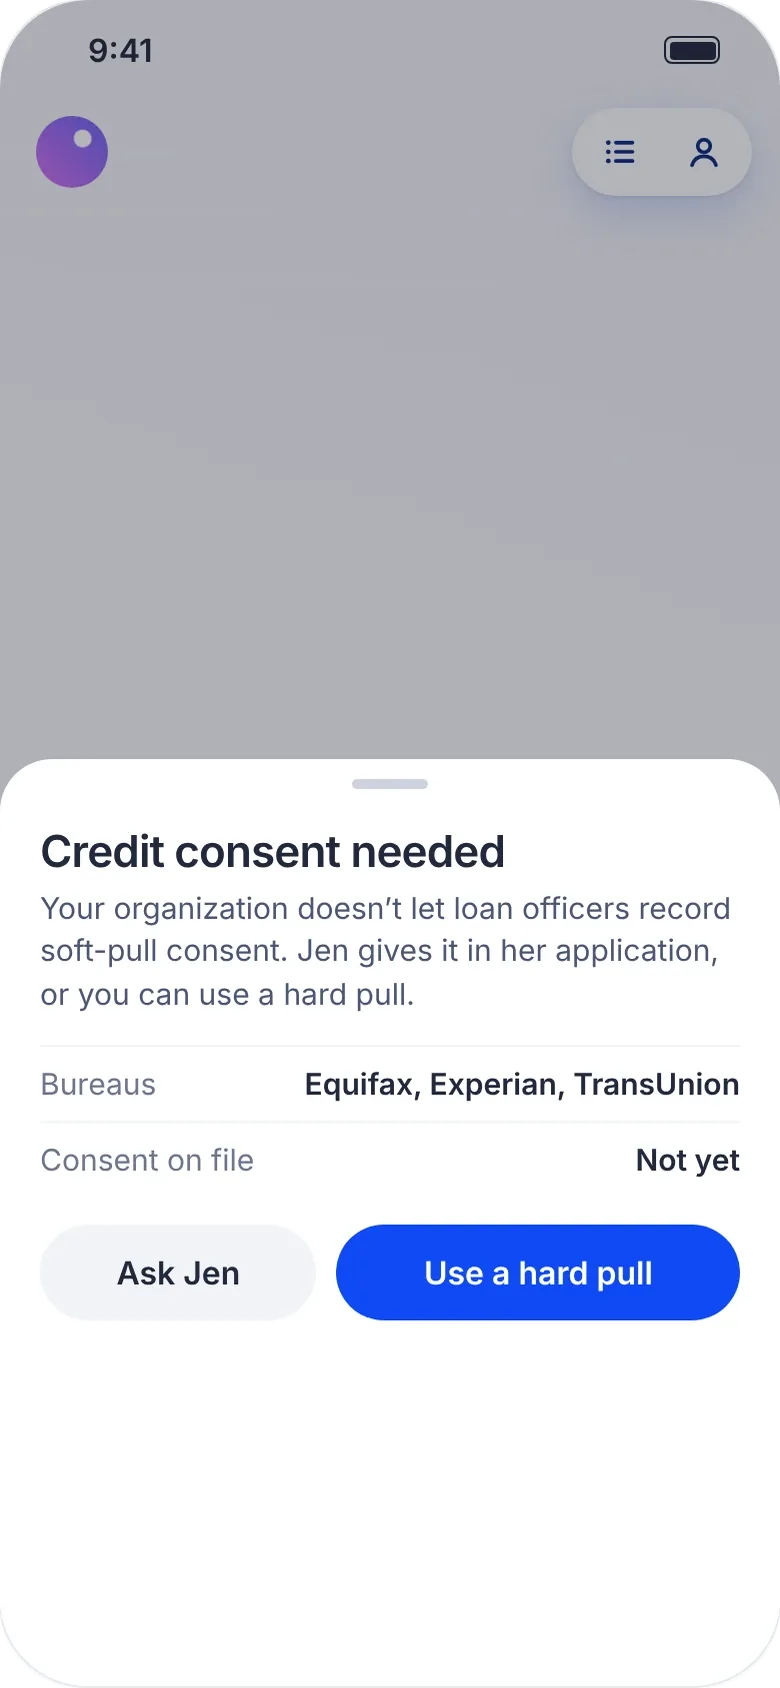 9:41
Credit consent needed
Your organization doesn’t let loan officers record
soft-pull consent. Jen gives it in her application,
or you can use a hard pull.
Bureaus Equifax, Experian, TransUnion
Consent on file Not yet
Ask Jen Use a hard pull